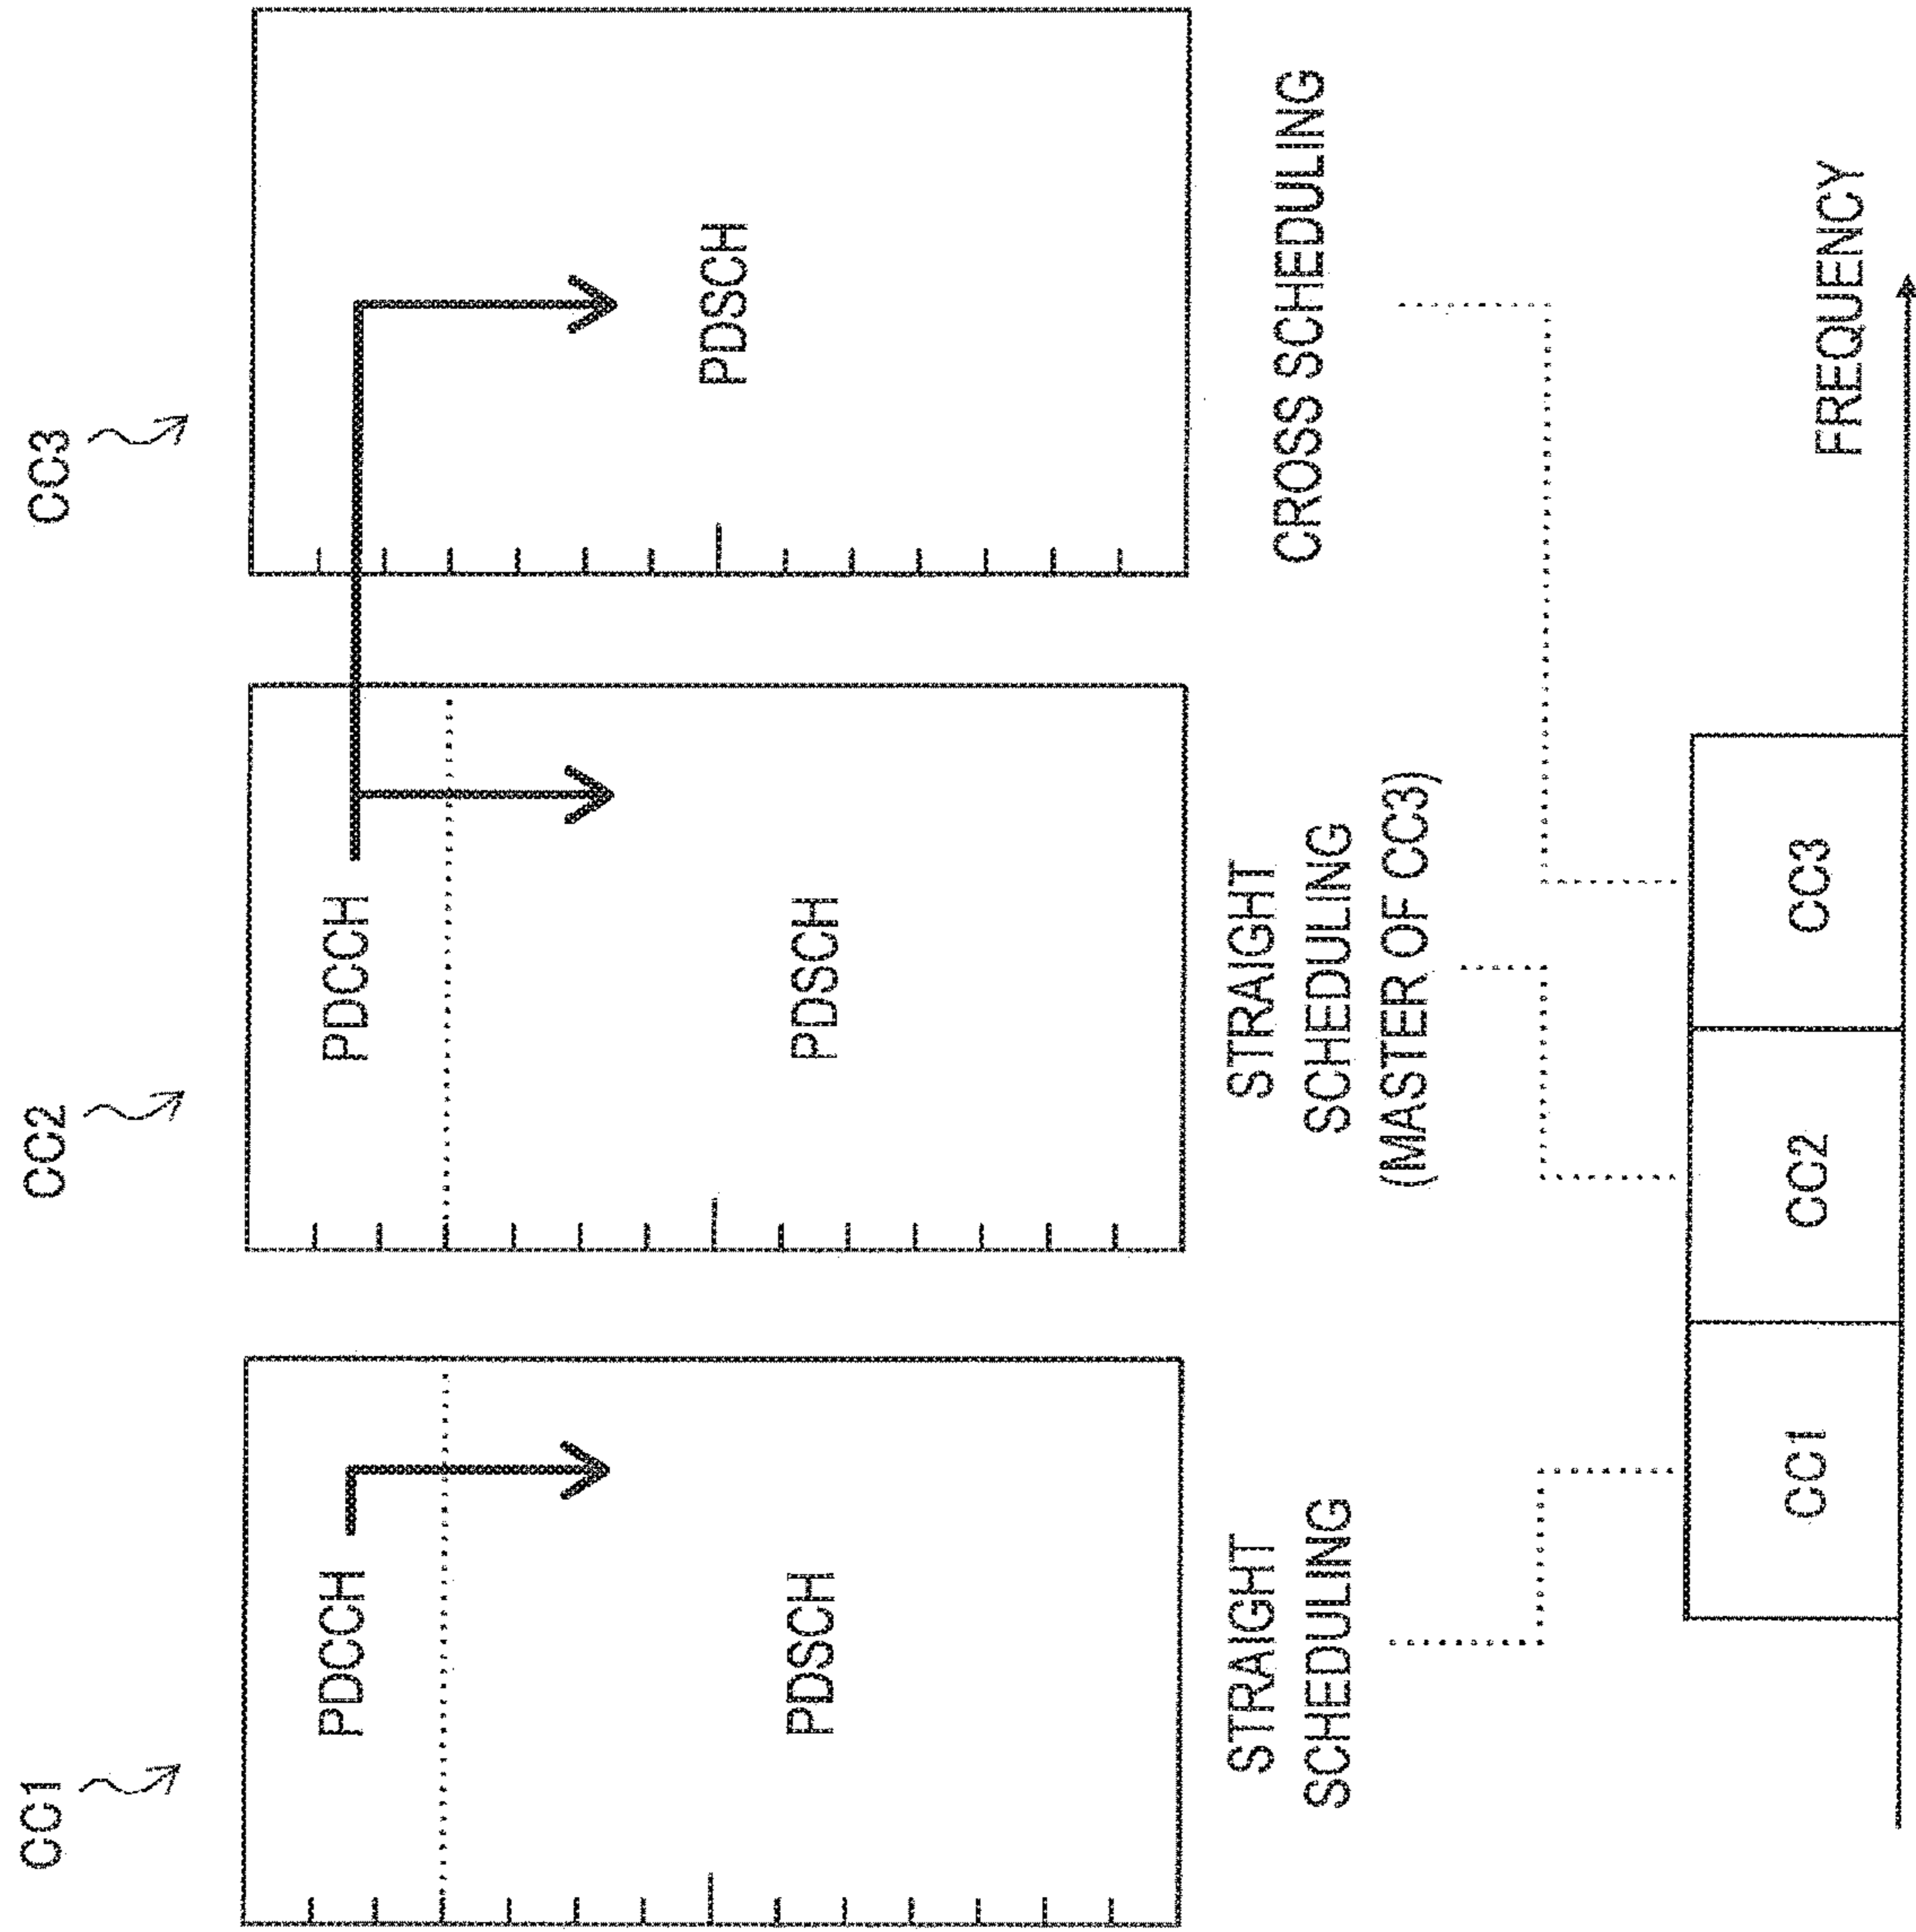 CC1
CC2
CC3
PDCCH
PDSCH
PDCCH
PDSCH
PDSCH
STRAIGHT
SCHEDULING
STRAIGHT
SCHEDULING
(MASTER OF CC3)
CROSS SCHEDULING
CC1
CC2
CC3
FREQUENCY